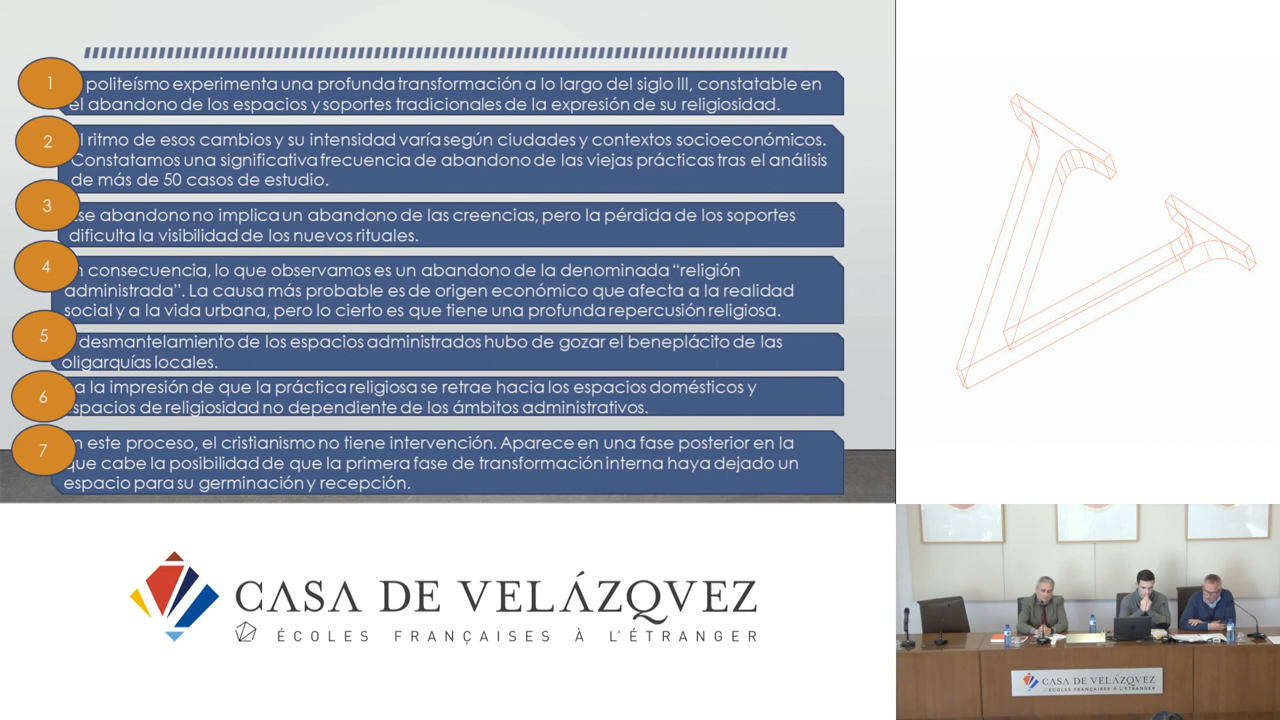 1
politeísmo experimenta una profunda transformación a lo largo del siglo III, constatable en
el abandono de los espacios y soportes tradicionales de la expresión de su religiosidad.
2
l ritmo de esos cambios y su intensidad varía según ciudades y contextos socioeconómicos.
Constatamos una significativa frecuencia de abandono de las viejas prácticas tras el análisis
de más de 50 casos de estudio.
3
se abandono no implica un abandono de las creencias, pero la pérdida de los soportes
dificulta la visibilidad de los nuevos rituales.
4
n consecuencia, lo que observamos es un abandono de la denominada “religión
administrada”. La causa más probable es de origen económico que afecta a la realidad
social y a la vida urbana, pero lo cierto es que tiene una profunda repercusión religiosa.
5
desmantelamiento de los espacios administrados hubo de gozar el beneplácito de las
oligarquías locales.
6
a la impresión de que la práctica religiosa se retrae hacia los espacios domésticos y
espacios de religiosidad no dependiente de los ámbitos administrativos.
7
n este proceso, el cristianismo no tiene intervención. Aparece en una fase posterior en la
que cabe la posibilidad de que la primera fase de transformación interna haya dejado un
espacio para su germinación y recepción.
CASA DE VELÁZQVEZ
ÉCOLES FRANÇAISES À L'ÉTRANGER
CASA DE VELÁZQVEZ
ÉCOLES FRANÇAISES À L'ÉTRANGER